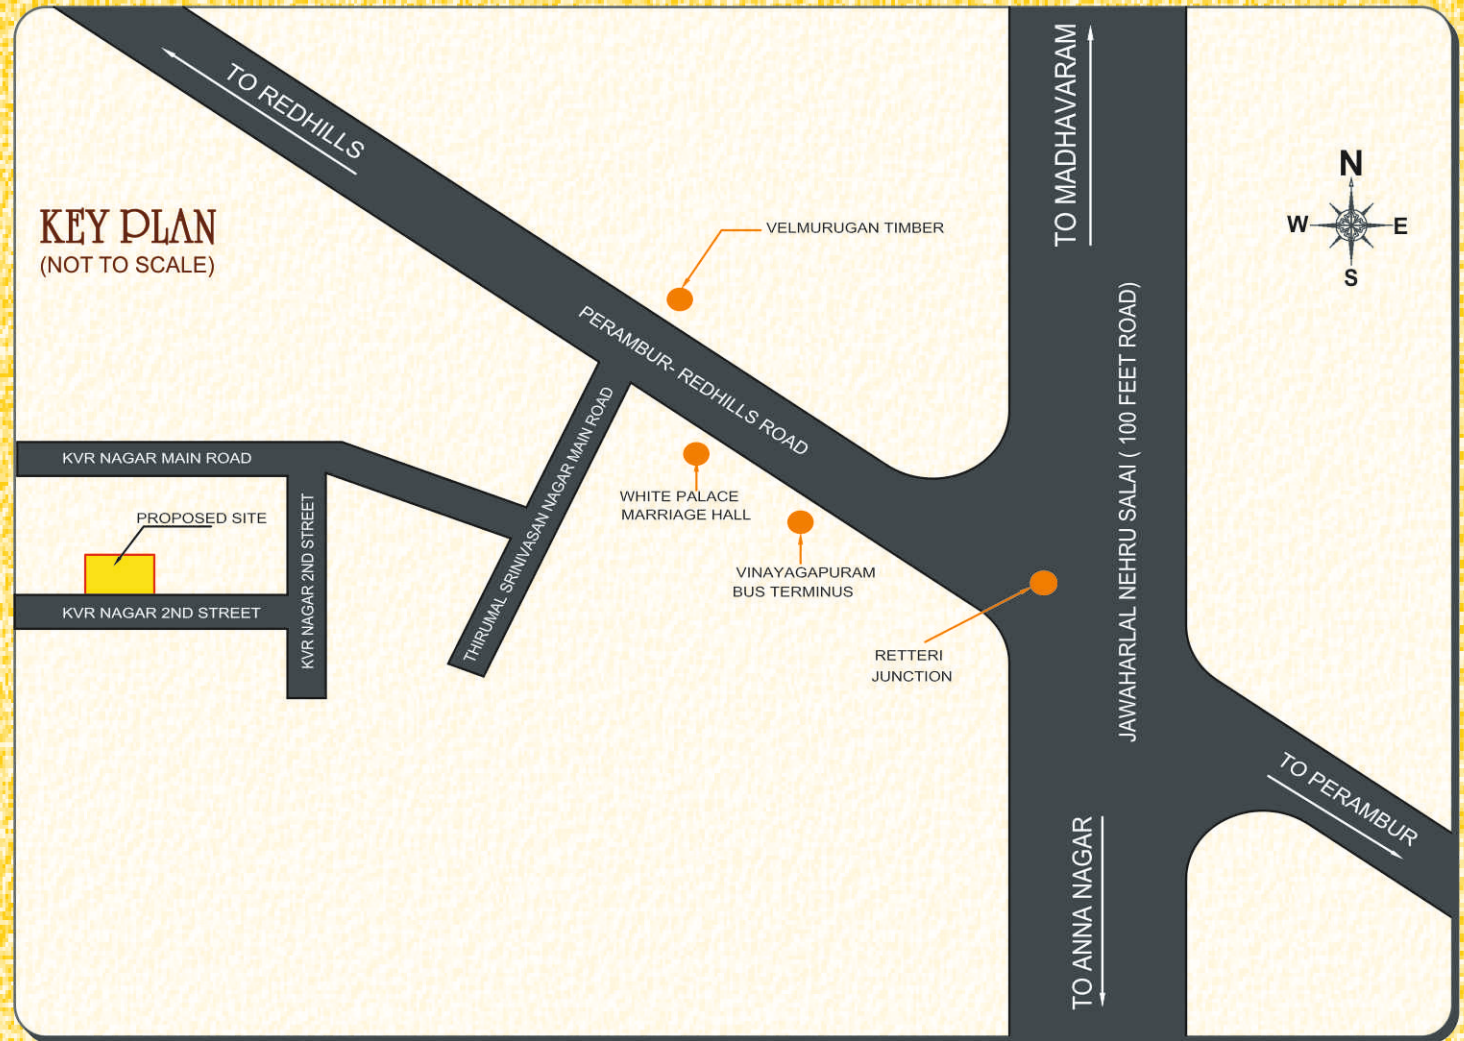 TO REDHILLS
TO MADHAVARAM
N
W
E
S
KEY PLAN
(NOT TO SCALE)
VELMURUGAN TIMBER
PERAMBUR- REDHILLS ROAD
JAWAHARLAL NEHRU SALAI ( 100 FEET ROAD)
THIRUMAL SRINIVASAN NAGAR MAIN ROAD
KVR NAGAR MAIN ROAD
WHITE PALACE
MARRIAGE HALL
PROPOSED SITE
KVR NAGAR 2ND STREET
VINAYAGAPURAM
BUS TERMINUS
KVR NAGAR 2ND STREET
RETTERI
JUNCTION
TO PERAMBUR
TO ANNA NAGAR